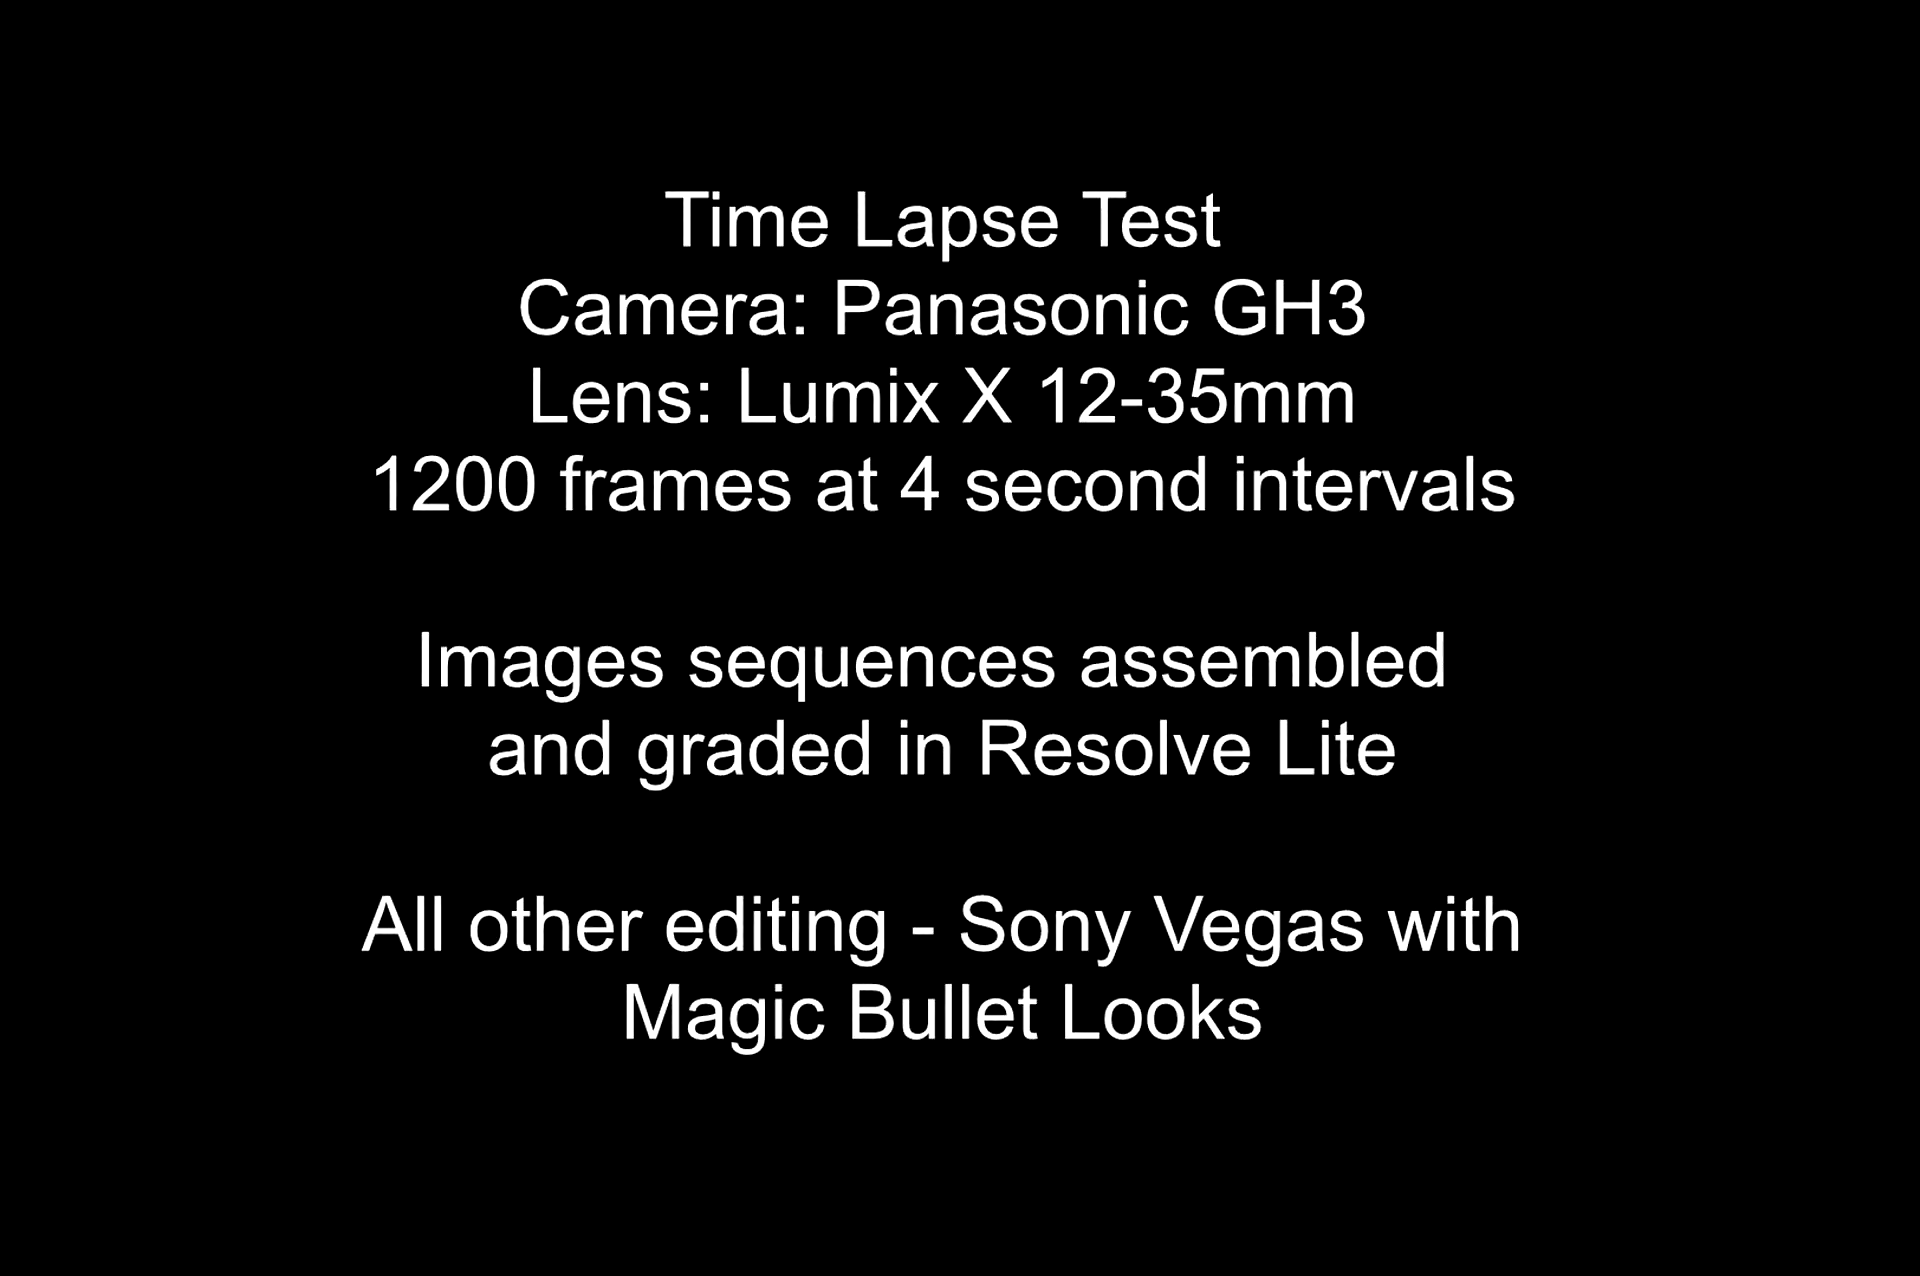 Time Lapse Test
Camera: Panasonic GH3
Lens: Lumix X 12-35mm
1200 frames at 4 second intervals
Images sequences assembled
and graded in Resolve Lite
All other editing - Sony Vegas with
Magic Bullet Looks